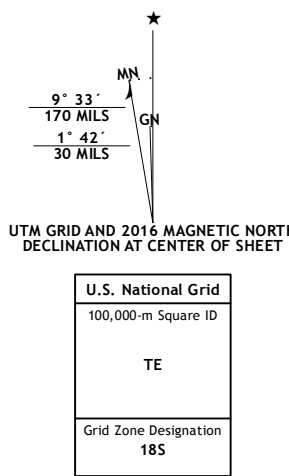 MN
9° 33´
170 MILS
GN
1° 42´
30 MILS
UTM GRID AND 2016 MAGNETIC NORTH
DECLINATION AT CENTER OF SHEET
U.S. National Grid
100,000-m Square ID
TE
Grid Zone Designation
18S